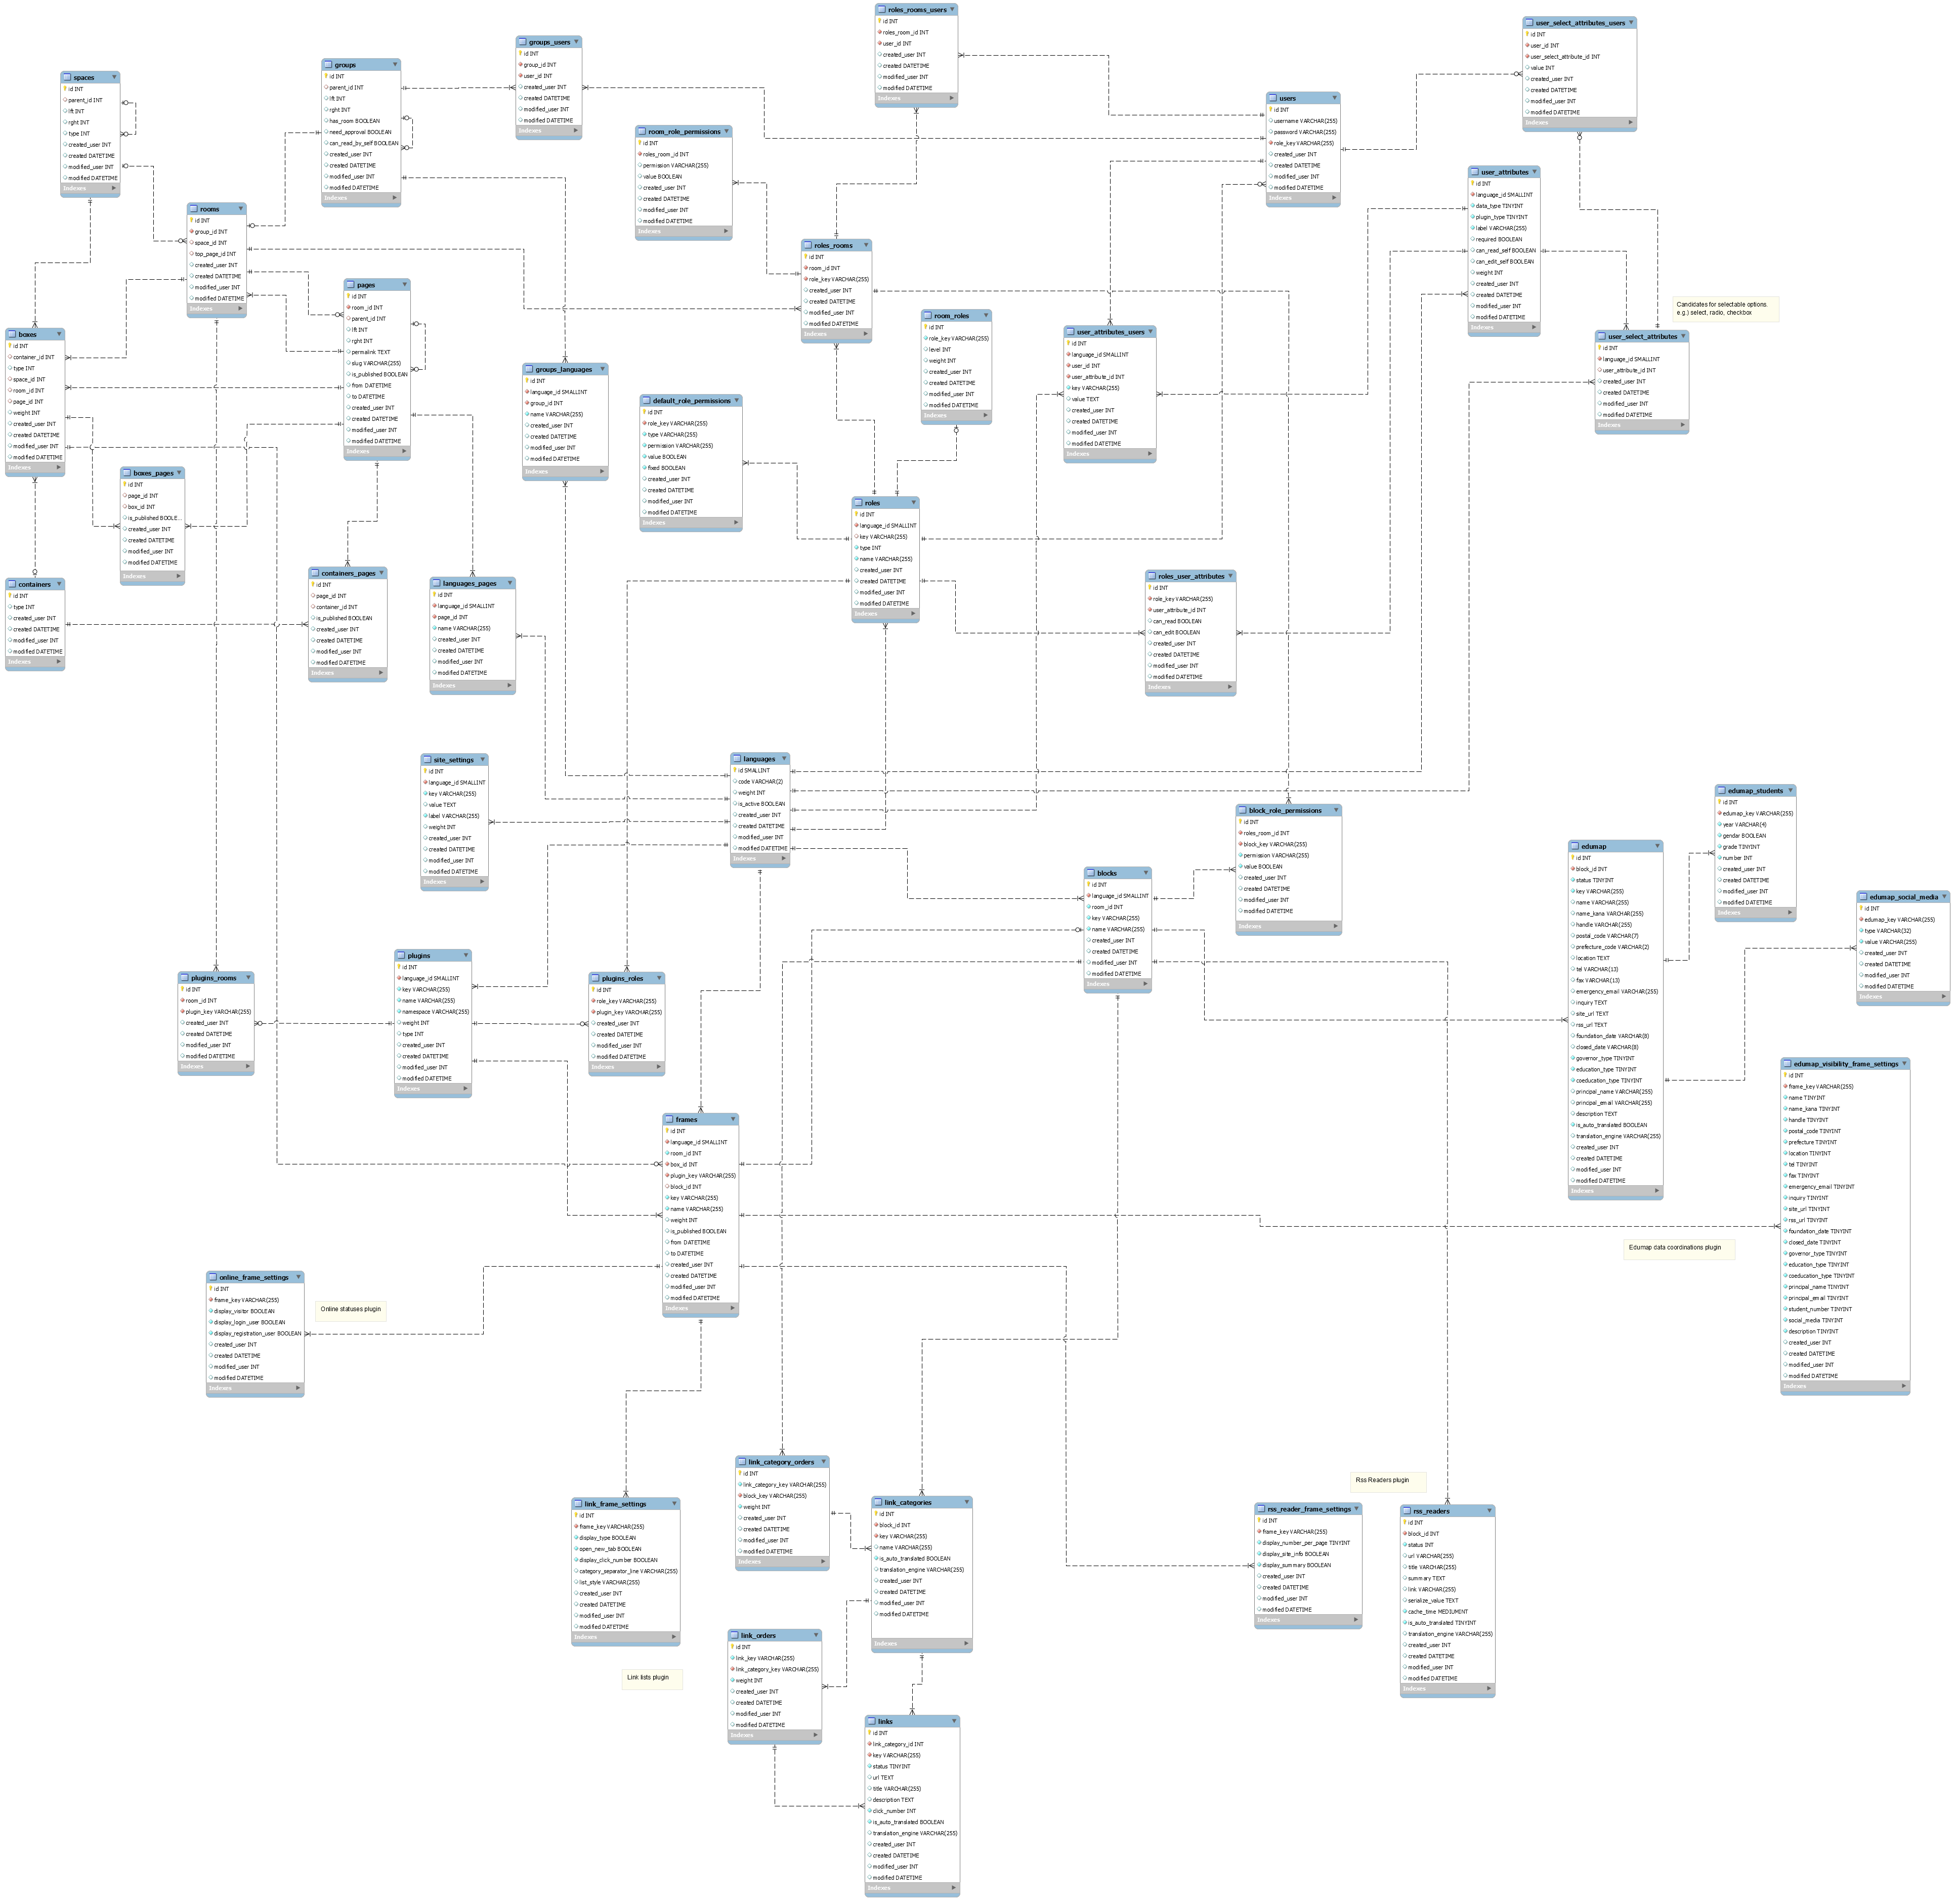 roles_rooms_users
id INT
roles_room_id INT
user_id INT
created_user INT
created DATETIME
modified_user INT
modified DATETIME
Indexes
user_select_attributes_users
id INT
user_id INT
user_select_attribute_id INT
value INT
created_user INT
created DATETIME
modified_user INT
modified DATETIME
Indexes
groups_users
id INT
group_id INT
user_id INT
created_user INT
created DATETIME
modified_user INT
modified DATETIME
Indexes
groups
id INT
parent_id INT
lft INT
rght INT
has_room BOOLEAN
need_approval BOOLEAN
can_read_by_self BOOLEAN
created_user INT
created DATETIME
modified_user INT
modified DATETIME
Indexes
spaces
id INT
parent_id INT
lft INT
rght INT
type INT
created_user INT
created DATETIME
modified_user INT
modified DATETIME
Indexes
users
id INT
username VARCHAR(255)
password VARCHAR(255)
role_key VARCHAR(255)
created_user INT
created DATETIME
modified_user INT
modified DATETIME
Indexes
room_role_permissions
id INT
roles_room_id INT
permission VARCHAR(255)
value BOOLEAN
created_user INT
created DATETIME
modified_user INT
modified DATETIME
Indexes
user_attributes
id INT
language_id SMALLINT
data_type TINYINT
plugin_type TINYINT
label VARCHAR(255)
required BOOLEAN
can_read_self BOOLEAN
can_edit_self BOOLEAN
weight INT
created_user INT
created DATETIME
modified_user INT
modified DATETIME
Indexes
rooms
id INT
group_id INT
space_id INT
top_page_id INT
created_user INT
created DATETIME
modified_user INT
modified DATETIME
Indexes
roles_rooms
id INT
room_id INT
role_key VARCHAR(255)
created_user INT
created DATETIME
modified_user INT
modified DATETIME
Indexes
pages
id INT
room_id INT
parent_id INT
lft INT
rght INT
permalink TEXT
slug VARCHAR(255)
is_published BOOLEAN
from DATETIME
to DATETIME
created_user INT
created DATETIME
modified_user INT
modified DATETIME
Indexes
Candidates for selectable options.
e.g.) select, radio, checkbox
room_roles
id INT
role_key VARCHAR(255)
level INT
weight INT
created_user INT
created DATETIME
modified_user INT
modified DATETIME
Indexes
user_attributes_users
id INT
language_id SMALLINT
user_id INT
user_attribute_id INT
key VARCHAR(255)
value TEXT
created_user INT
created DATETIME
modified_user INT
modified DATETIME
Indexes
user_select_attributes
id INT
language_id SMALLINT
user_attribute_id INT
created_user INT
created DATETIME
modified_user INT
modified DATETIME
Indexes
boxes
id INT
container_id INT
type INT
space_id INT
room_id INT
page_id INT
weight INT
created_user INT
created DATETIME
modified_user INT
modified DATETIME
Indexes
groups_languages
id INT
language_id SMALLINT
group_id INT
name VARCHAR(255)
created_user INT
created DATETIME
modified_user INT
modified DATETIME
Indexes
default_role_permissions
id INT
role_key VARCHAR(255)
type VARCHAR(255)
permission VARCHAR(255)
value BOOLEAN
fixed BOOLEAN
created_user INT
created DATETIME
modified_user INT
modified DATETIME
Indexes
boxes_pages
id INT
page_id INT
box_id INT
is_published BOOLE...
created_user INT
created DATETIME
modified_user INT
modified DATETIME
Indexes
roles
id INT
language_id SMALLINT
key VARCHAR(255)
type INT
name VARCHAR(255)
created_user INT
created DATETIME
modified_user INT
modified DATETIME
Indexes
containers
id INT
type INT
created_user INT
created DATETIME
modified_user INT
modified DATETIME
Indexes
containers_pages
id INT
page_id INT
container_id INT
is_published BOOLEAN
created_user INT
created DATETIME
modified_user INT
modified DATETIME
Indexes
languages_pages
id INT
language_id SMALLINT
page_id INT
name VARCHAR(255)
created_user INT
created DATETIME
modified_user INT
modified DATETIME
Indexes
roles_user_attributes
id INT
role_key VARCHAR(255)
user_attribute_id INT
can_read BOOLEAN
can_edit BOOLEAN
created_user INT
created DATETIME
modified_user INT
modified DATETIME
Indexes
site_settings
id INT
language_id SMALLINT
key VARCHAR(255)
value TEXT
label VARCHAR(255)
weight INT
created_user INT
created DATETIME
modified_user INT
modified DATETIME
Indexes
languages
id SMALLINT
code VARCHAR(2)
weight INT
is_active BOOLEAN
created_user INT
created DATETIME
modified_user INT
modified DATETIME
Indexes
block_role_permissions
id INT
roles_room_id INT
block_key VARCHAR(255)
permission VARCHAR(255)
value BOOLEAN
created_user INT
created DATETIME
modified_user INT
modified DATETIME
Indexes
edumap_students
id INT
edumap_key VARCHAR(255)
year VARCHAR(4)
gendar BOOLEAN
grade TINYINT
number INT
created_user INT
created DATETIME
modified_user INT
modified DATETIME
Indexes
edumap
id INT
block_id INT
status TINYINT
key VARCHAR(255)
name VARCHAR(255)
name_kana VARCHAR(255)
handle VARCHAR(255)
postal_code VARCHAR(7)
prefecture_code VARCHAR(2)
location TEXT
tel VARCHAR(13)
fax VARCHAR(13)
emergency_email VARCHAR(255)
inquiry TEXT
site_url TEXT
rss_url TEXT
foundation_date VARCHAR(8)
closed_date VARCHAR(8)
governor_type TINYINT
education_type TINYINT
coeducation_type TINYINT
principal_name VARCHAR(255)
principal_email VARCHAR(255)
description TEXT
is_auto_translated BOOLEAN
translation_engine VARCHAR(255)
created_user INT
created DATETIME
modified_user INT
modified DATETIME
Indexes
blocks
id INT
language_id SMALLINT
room_id INT
key VARCHAR(255)
name VARCHAR(255)
created_user INT
created DATETIME
modified_user INT
modified DATETIME
Indexes
edumap_social_media
id INT
edumap_key VARCHAR(255)
type VARCHAR(32)
value VARCHAR(255)
created_user INT
created DATETIME
modified_user INT
modified DATETIME
Indexes
plugins_rooms
id INT
room_id INT
plugin_key VARCHAR(255)
created_user INT
created DATETIME
modified_user INT
modified DATETIME
Indexes
plugins
id INT
language_id SMALLINT
key VARCHAR(255)
name VARCHAR(255)
namespace VARCHAR(255)
weight INT
type INT
created_user INT
created DATETIME
modified_user INT
modified DATETIME
Indexes
plugins_roles
id INT
role_key VARCHAR(255)
plugin_key VARCHAR(255)
created_user INT
created DATETIME
modified_user INT
modified DATETIME
Indexes
edumap_visibility_frame_settings
id INT
frame_key VARCHAR(255)
name TINYINT
name_kana TINYINT
handle TINYINT
postal_code TINYINT
prefecture TINYINT
location TINYINT
tel TINYINT
fax TINYINT
emergency_email TINYINT
inquiry TINYINT
site_url TINYINT
rss_url TINYINT
foundation_date TINYINT
closed_date TINYINT
governor_type TINYINT
education_type TINYINT
coeducation_type TINYINT
principal_name TINYINT
principal_email TINYINT
student_number TINYINT
social_media TINYINT
description TINYINT
created_user INT
created DATETIME
modified_user INT
modified DATETIME
Indexes
frames
id INT
language_id SMALLINT
room_id INT
box_id INT
plugin_key VARCHAR(255)
block_id INT
key VARCHAR(255)
name VARCHAR(255)
weight INT
is_published BOOLEAN
from DATETIME
to DATETIME
created_user INT
created DATETIME
modified_user INT
modified DATETIME
Indexes
Edumap data coordinations plugin
online_frame_settings
id INT
frame_key VARCHAR(255)
display_visitor BOOLEAN
display_login_user BOOLEAN
display_registration_user BOOLEAN
created_user INT
created DATETIME
modified_user INT
modified DATETIME
Indexes
Online statuses plugin
link_category_orders
id INT
link_category_key VARCHAR(255)
block_key VARCHAR(255)
weight INT
created_user INT
created DATETIME
modified_user INT
modified DATETIME
Indexes
Rss Readers plugin
link_frame_settings
id INT
frame_key VARCHAR(255)
display_type BOOLEAN
open_new_tab BOOLEAN
display_click_number BOOLEAN
category_separator_line VARCHAR(255)
list_style VARCHAR(255)
created_user INT
created DATETIME
modified_user INT
modified DATETIME
Indexes
link_categories
id INT
block_id INT
key VARCHAR(255)
name VARCHAR(255)
is_auto_translated BOOLEAN
translation_engine VARCHAR(255)
created_user INT
created DATETIME
modified_user INT
modified DATETIME
Indexes
rss_reader_frame_settings
id INT
frame_key VARCHAR(255)
display_number_per_page TINYINT
display_site_info BOOLEAN
display_summary BOOLEAN
created_user INT
created DATETIME
modified_user INT
modified DATETIME
Indexes
rss_readers
id INT
block_id INT
status INT
url VARCHAR(255)
title VARCHAR(255)
summary TEXT
link VARCHAR(255)
serialize_value TEXT
cache_time MEDIUMENT
is_auto_translated TINYINT
translation_engine VARCHAR(255)
created_user INT
created DATETIME
modified_user INT
modified DATETIME
Indexes
link_orders
id INT
link_key VARCHAR(255)
link_category_key VARCHAR(255)
weight INT
created_user INT
created DATETIME
modified_user INT
modified DATETIME
Indexes
Link lists plugin
links
id INT
link_category_id INT
key VARCHAR(255)
status TINYINT
url TEXT
title VARCHAR(255)
description TEXT
click_number INT
is_auto_translated BOOLEAN
translation_engine VARCHAR(255)
created_user INT
created DATETIME
modified_user INT
modified DATETIME
Indexes